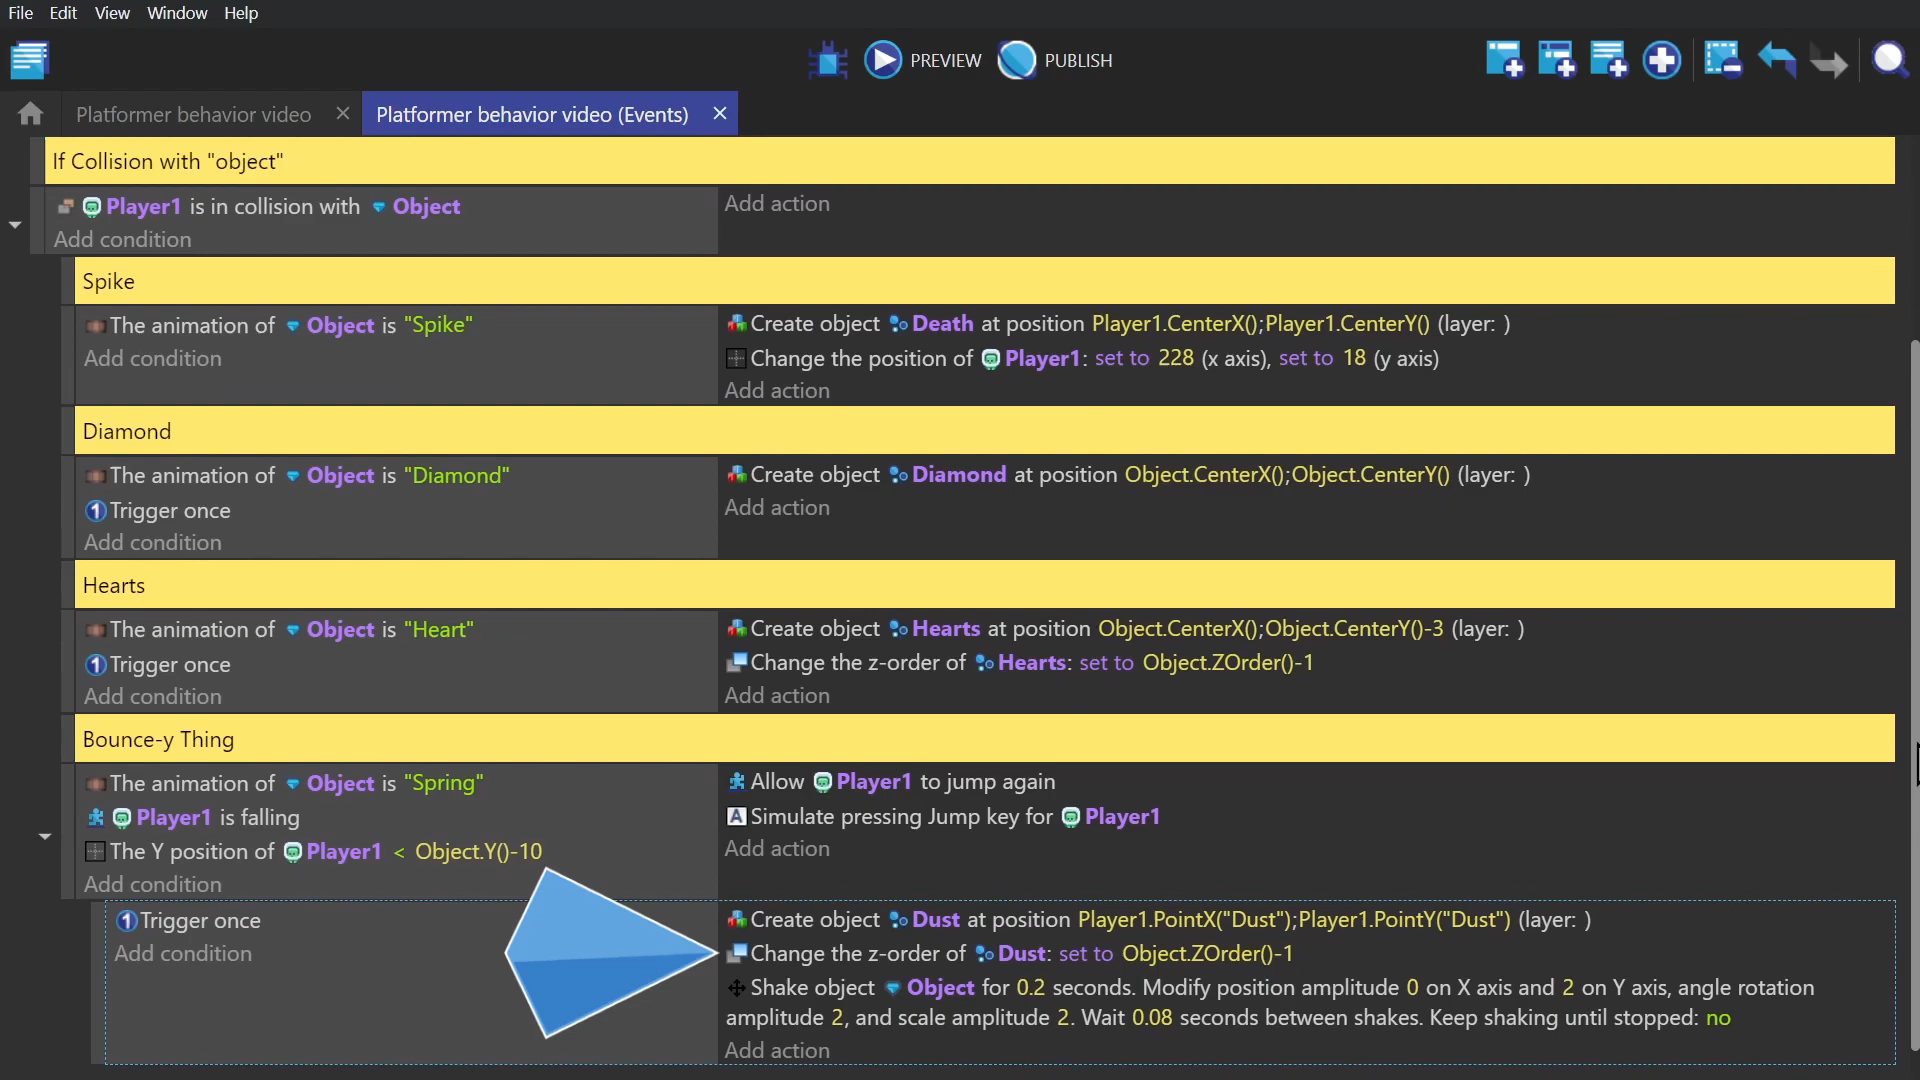 File Edit View Window Help
PREVIEW PUBLISH
Platformer behavior video Platformer behavior video (Events)
If Collision with "object"
Player1 is in collision with Object
Add condition
Add action
Spike
The animation of Object is "Spike"
Add condition
Create object Death at position Player1.CenterX();Player1.CenterY() (layer: )
Change the position of Player1: set to 228 (x axis), set to 18 (y axis)
Add action
Diamond
The animation of Object is "Diamond"
Trigger once
Add condition
Create object Diamond at position Object.CenterX();Object.CenterY() (layer: )
Add action
Hearts
The animation of Object is "Heart"
Trigger once
Add condition
Create object Hearts at position Object.CenterX();Object.CenterY()-3 (layer: )
Change the z-order of Hearts: set to Object.ZOrder()-1
Add action
Bounce-y Thing
The animation of Object is "Spring"
Player1 is falling
The Y position of Player1 < Object.Y()-10
Add condition
Allow Player1 to jump again
Simulate pressing Jump key for Player1
Add action
Trigger once
Add condition
Create object Dust at position Player1.PointX("Dust");Player1.PointY("Dust") (layer: )
Change the z-order of Dust: set to Object.ZOrder()-1
Shake object Object for 0.2 seconds. Modify position amplitude 0 on X axis and 2 on Y axis, angle rotation
amplitude 2, and scale amplitude 2. Wait 0.08 seconds between shakes. Keep shaking until stopped: no
Add action